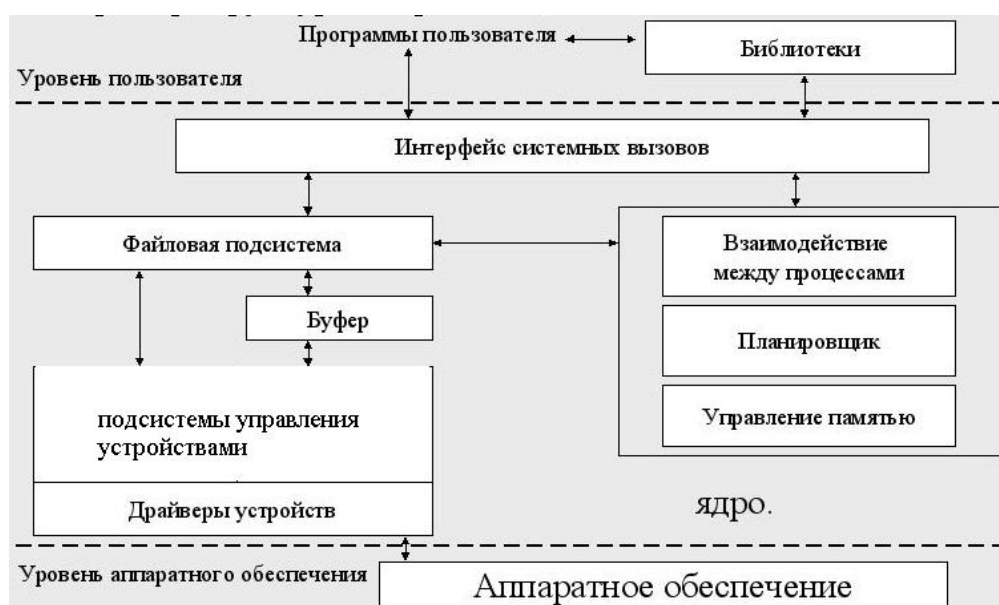 Программы пользователя
Библиотеки
Уровень пользователя
Интерфейс системных вызовов
Файловая подсистема
Взаимодействие
между процессами
Буфер
Планировщик
подсистемы управления
устройствами
Управление памятью
Драйверы устройств
ядро.
Уровень аппаратного обеспечения
Аппаратное обеспечение